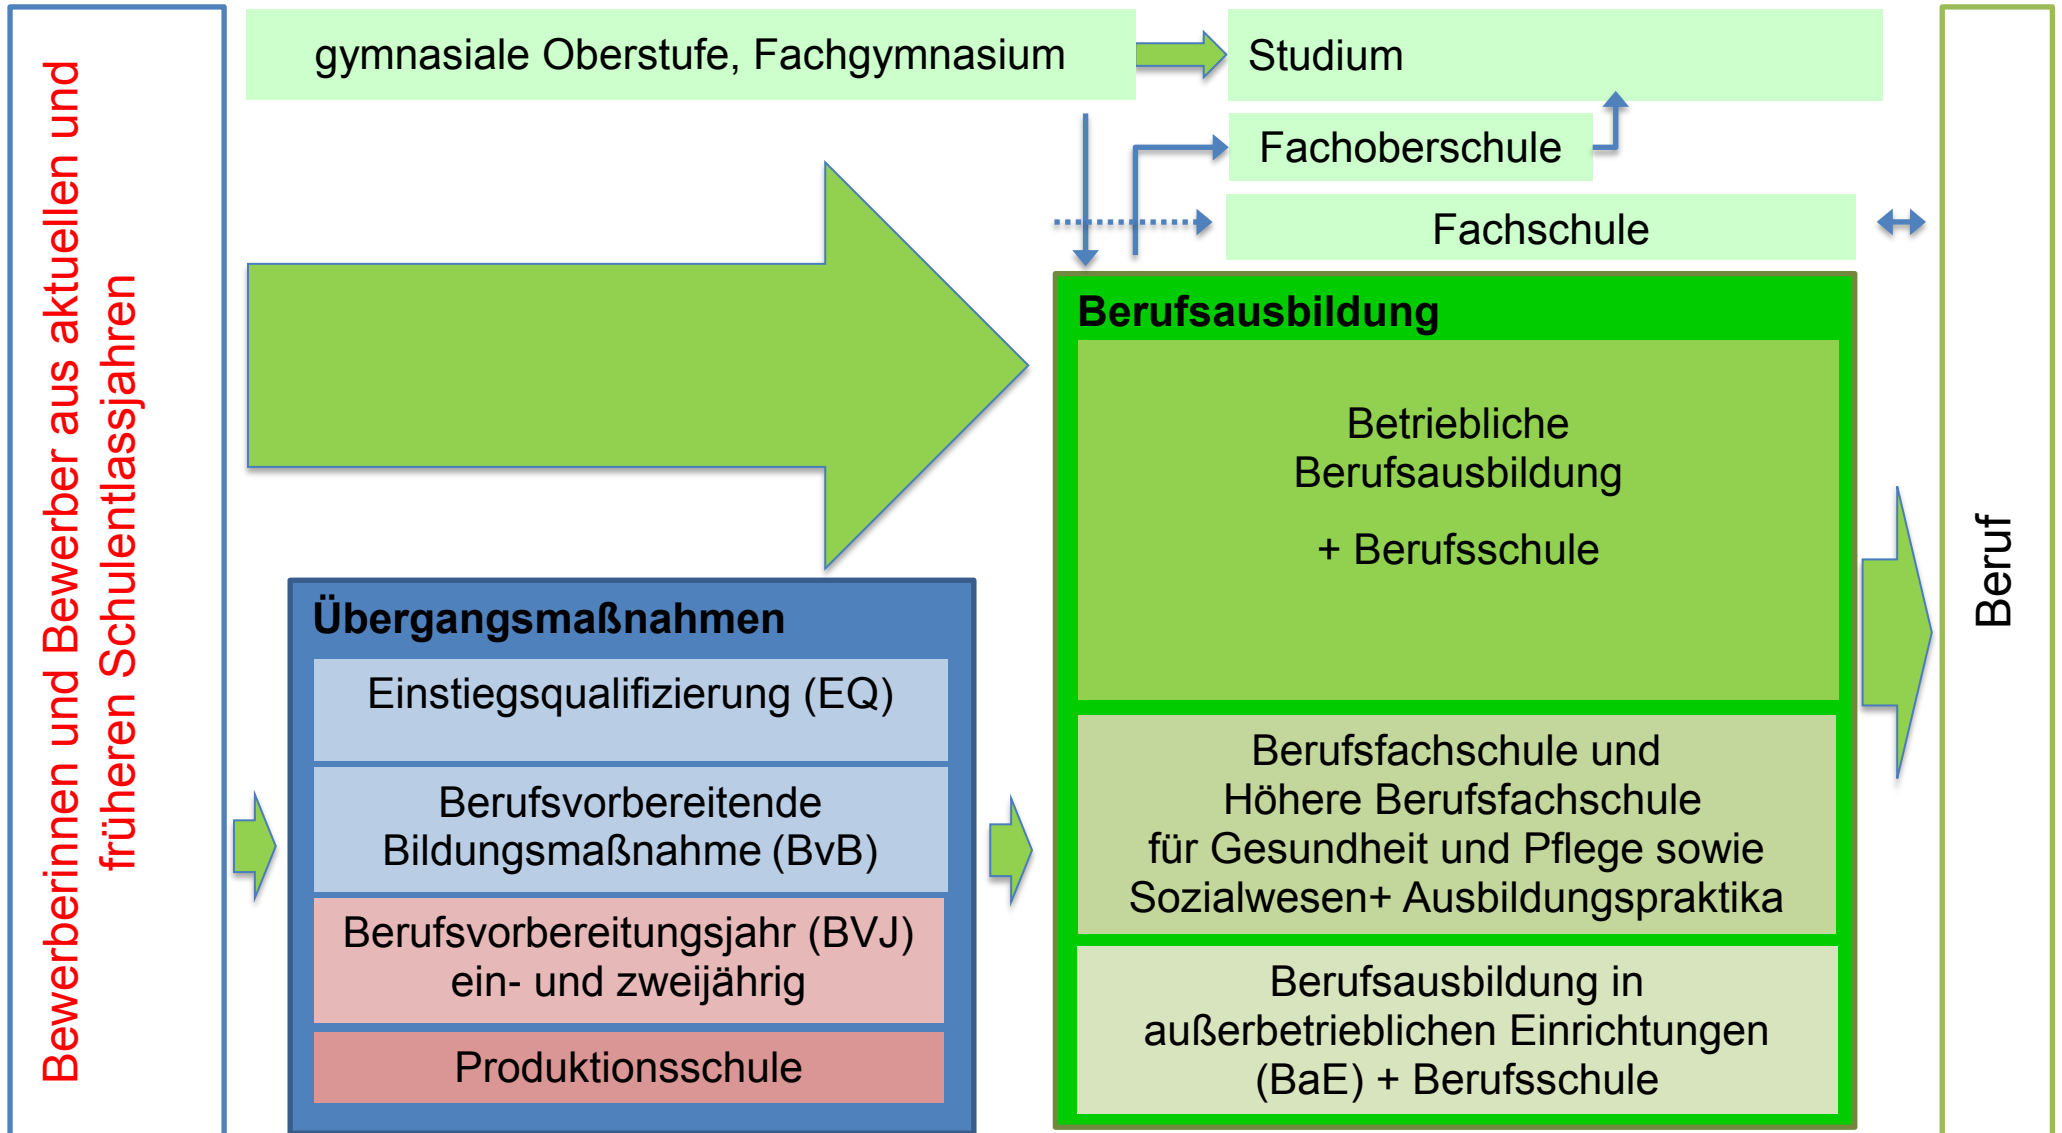 Bewerberinnen und Bewerber aus aktuellen und
früheren Schulentlassjahren
gymnasiale Oberstufe, Fachgymnasium
Studium
Fachoberschule
Fachschule
Übergangsmaßnahmen
Einstiegsqualifizierung (EQ)
Berufsvorbereitende
Bildungsmaßnahme (BvB)
Berufsvorbereitungsjahr (BVJ)
ein- und zweijährig
Produktionsschule
Berufsausbildung
Betriebliche
Berufsausbildung
+ Berufsschule
Berufsfachschule und
Höhere Berufsfachschule
für Gesundheit und Pflege sowie
Sozialwesen+ Ausbildungspraktika
Berufsausbildung in
außerbetrieblichen Einrichtungen
(BaE) + Berufsschule
Beruf